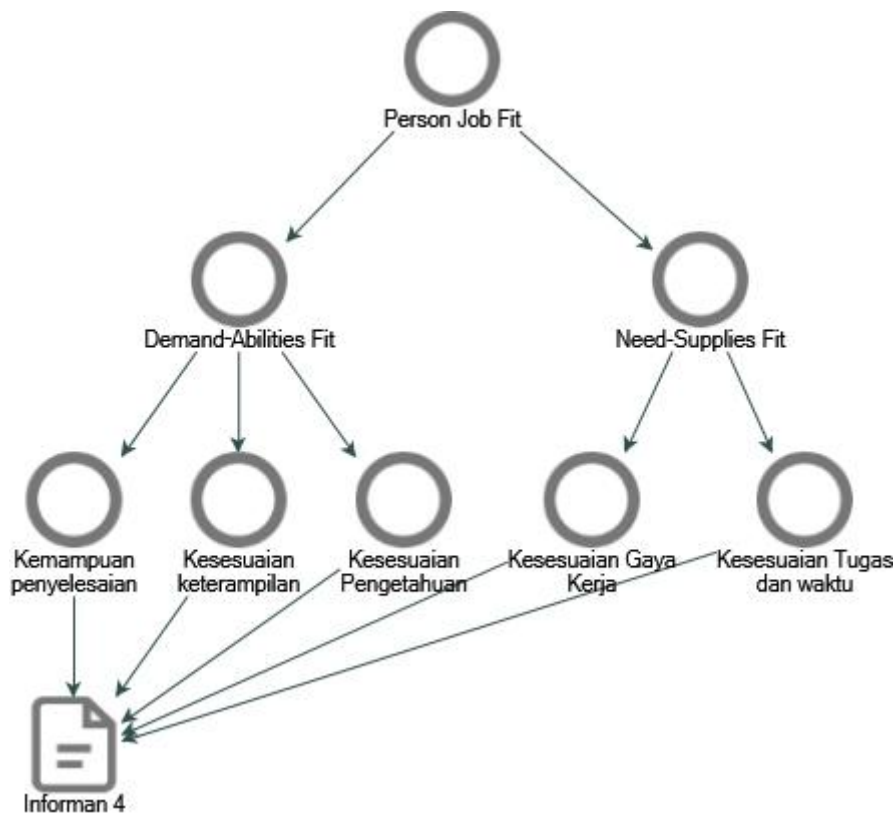 Person Job Fit
Demand-Abilities Fit
Need-Supplies Fit
Kemampuan
penyelesaian
Kesesuaian
keterampilan
Kesesuaian
Pengetahuan
Kesesuaian Gaya
Kerja
Kesesuaian Tugas
dan waktu
Informan 4